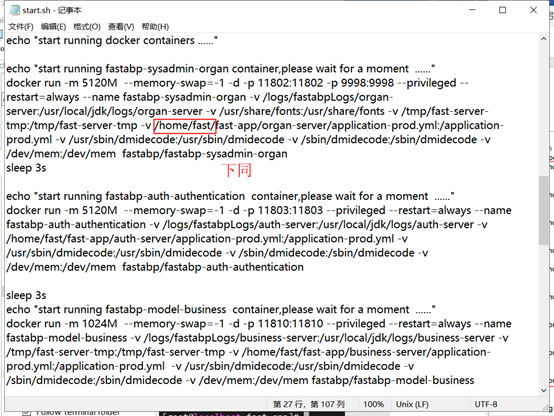 start.sh - 记事本
文件(F) 编辑(E) 格式(O) 查看(V) 帮助(H)
echo "start running docker containers ......"
echo "start running fastabp-sysadmin-organ container,please wait for a moment ......"
docker run -m 5120M --memory-swap=-1 -d -p 11802:11802 -p 9998:9998 --privileged --
restart=always --name fastabp-sysadmin-organ -v /logs/fastabpLogs/organ-
server:/usr/local/jdk/logs/organ-server -v /usr/share/fonts:/usr/share/fonts -v /tmp/fast-server-
tmp:/tmp/fast-server-tmp -v /home/fast/fast-app/organ-server/application-prod.yml:/application-
prod.yml -v /usr/sbin/dmidecode:/usr/sbin/dmidecode -v /sbin/dmidecode:/sbin/dmidecode -v
/dev/mem:/dev/mem fastabp/fastabp-sysadmin-organ
sleep 3s
下同
echo "start running fastabp-auth-authentication container,please wait for a moment ......"
docker run -m 5120M --memory-swap=-1 -d -p 11803:11803 --privileged --restart=always --name
fastabp-auth-authentication -v /logs/fastabpLogs/auth-server:/usr/local/jdk/logs/auth-server -v
/home/fast/fast-app/auth-server/application-prod.yml:/application-prod.yml -v
/usr/sbin/dmidecode:/usr/sbin/dmidecode -v /sbin/dmidecode:/sbin/dmidecode -v
/dev/mem:/dev/mem fastabp/fastabp-auth-authentication
sleep 3s
echo "start running fastabp-model-business container,please wait for a moment ......"
docker run -m 1024M --memory-swap=-1 -d -p 11810:11810 --privileged --restart=always --name
fastabp-model-business -v /logs/fastabpLogs/business-server:/usr/local/jdk/logs/business-server -v
/tmp/fast-server-tmp:/tmp/fast-server-tmp -v /home/fast/fast-app/business-server/application-
prod.yml:/application-prod.yml -v /usr/sbin/dmidecode:/usr/sbin/dmidecode -v
/sbin/dmidecode:/sbin/dmidecode -v /dev/mem:/dev/mem fastabp/fastabp-model-business
第 27 行，第 107 列 100% Unix (LF) UTF-8
Follow terminal folder